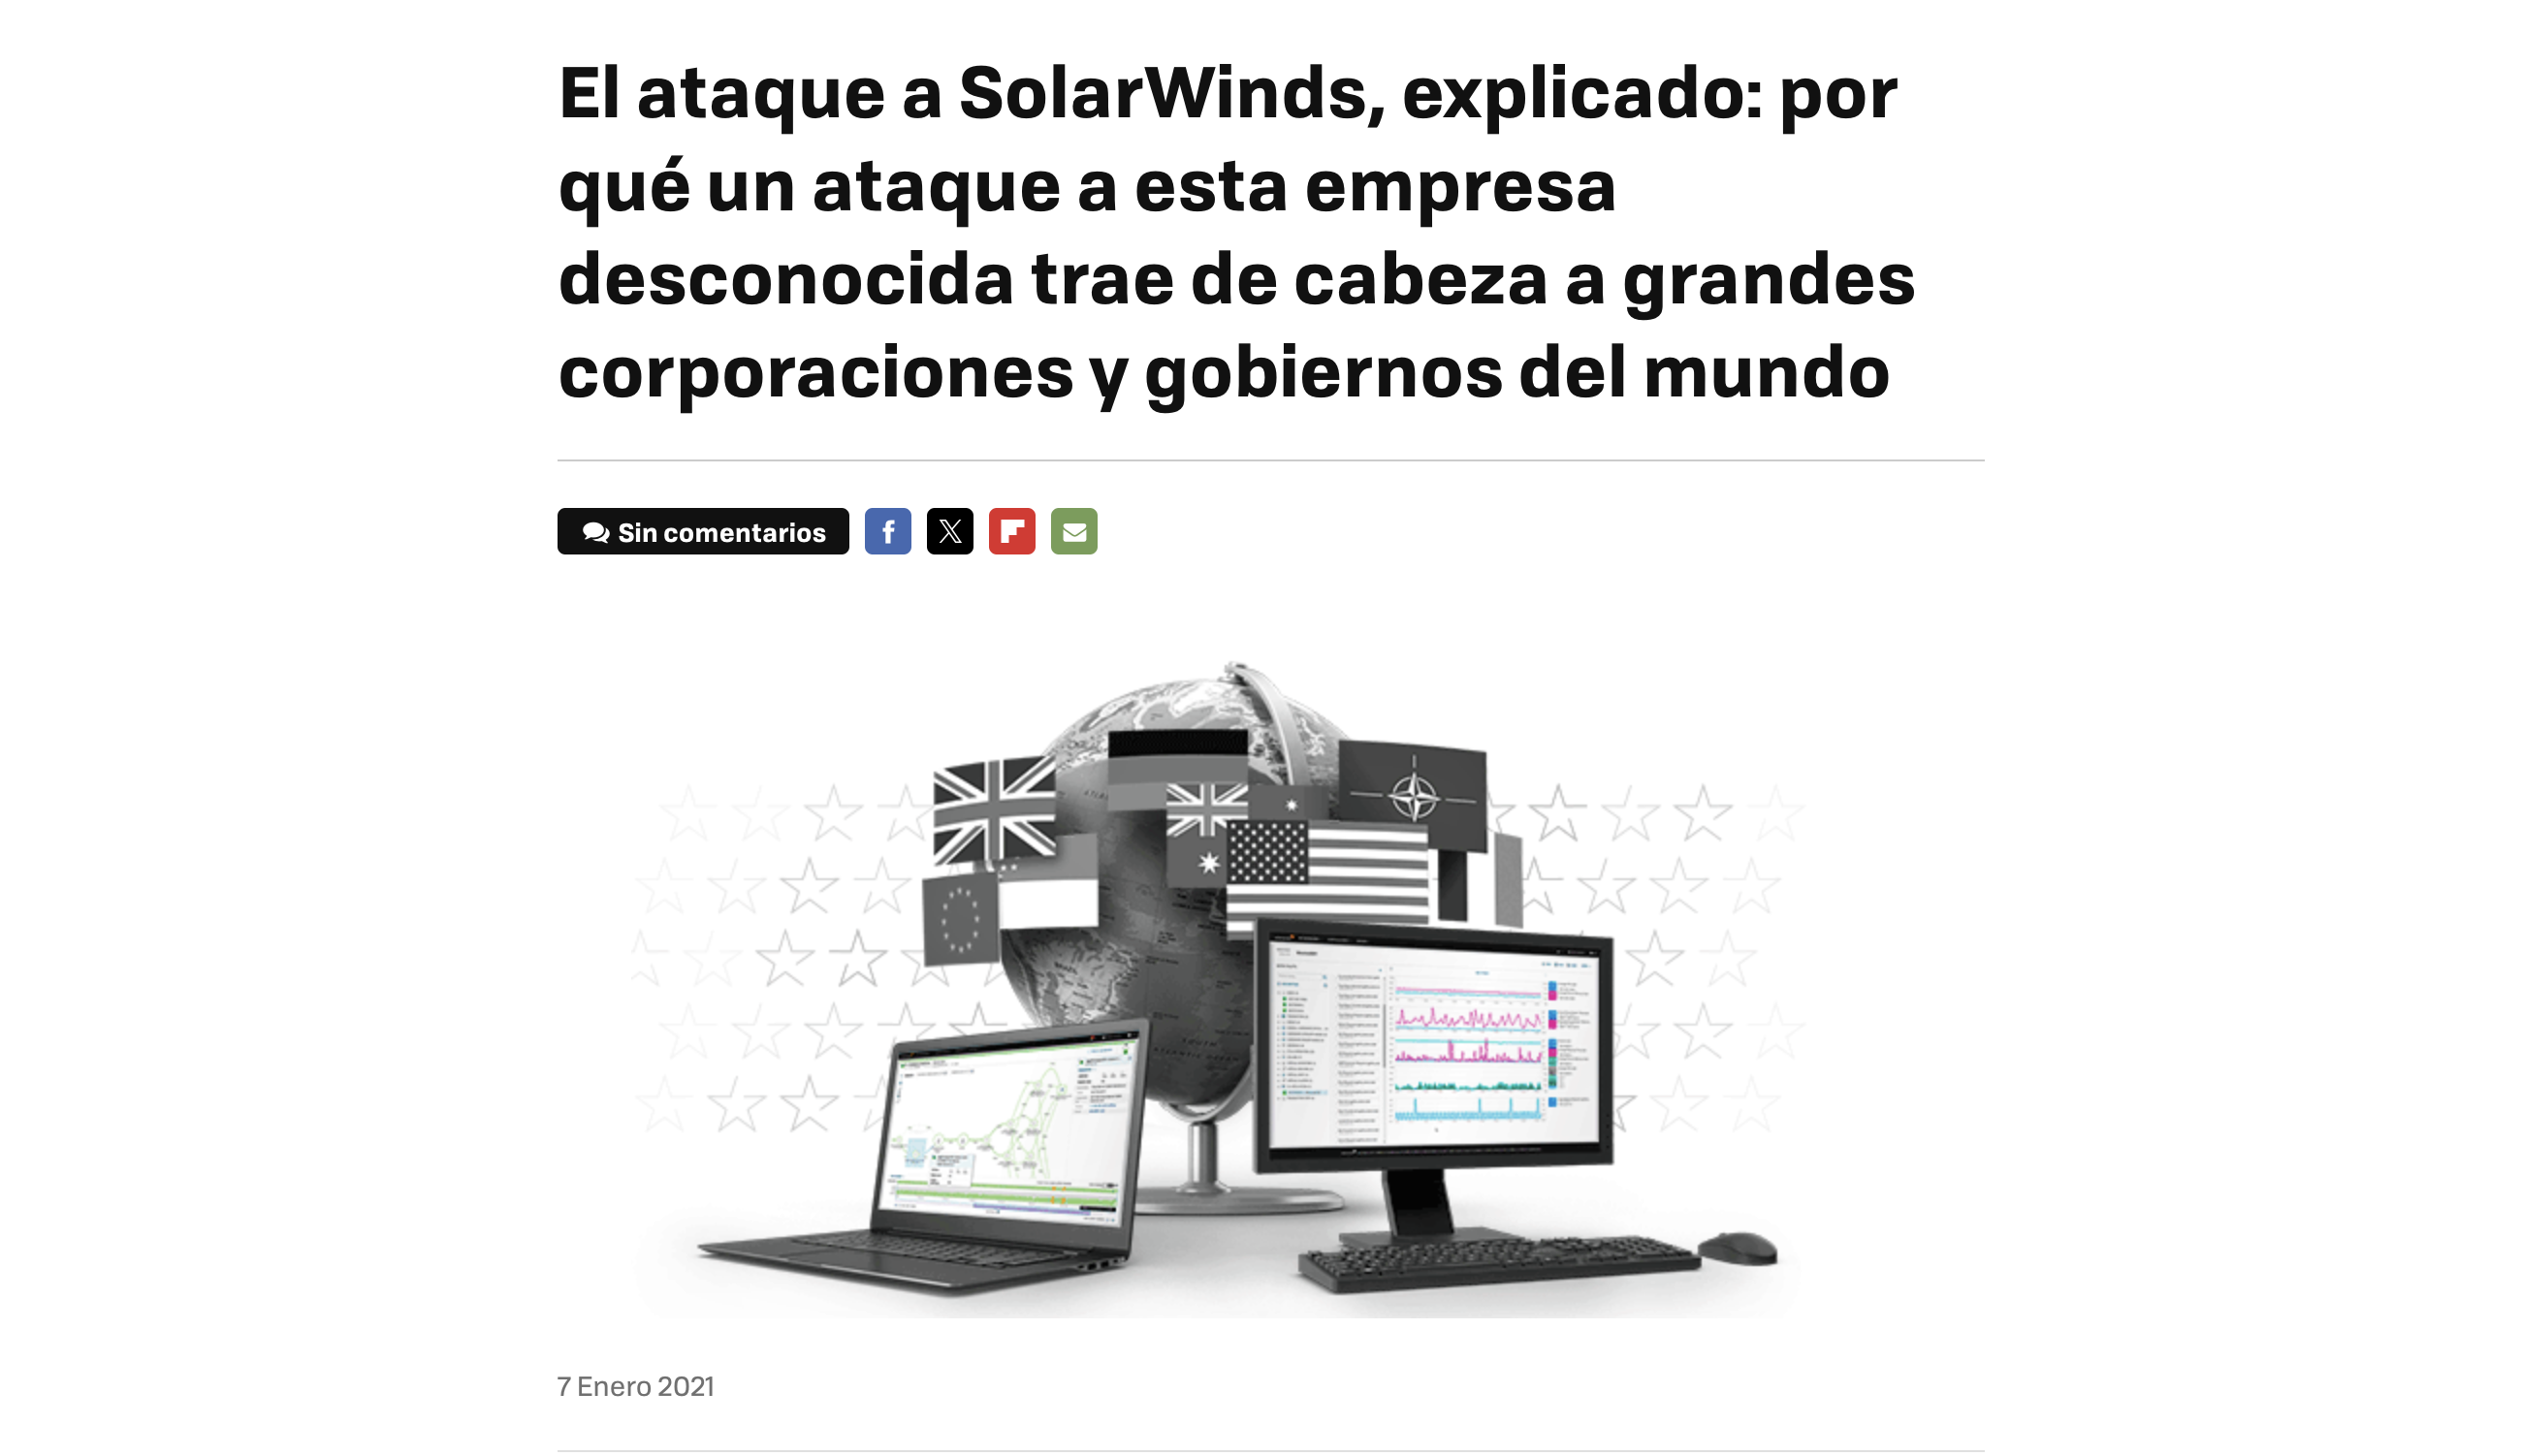 El ataque a SolarWinds, explicado: por
qué un ataque a esta empresa
desconocida trae de cabeza a grandes
corporaciones y gobiernos del mundo
Sin comentarios
7 Enero 2021